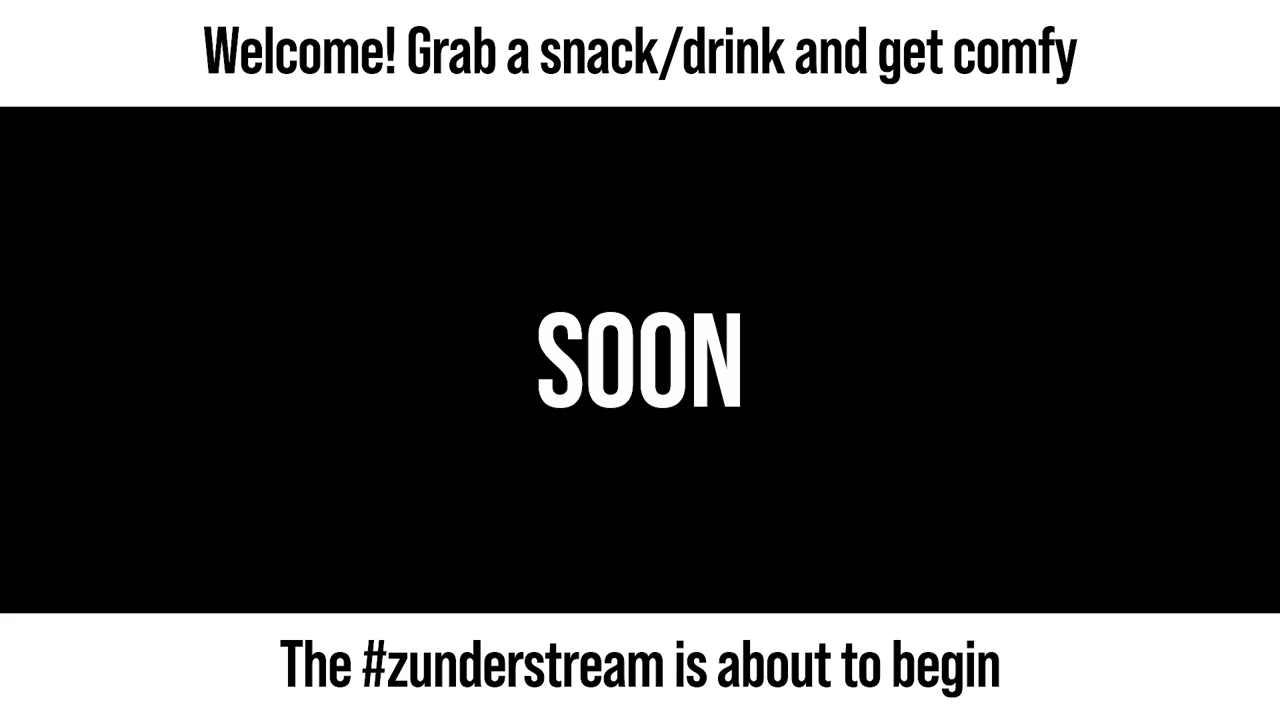 Welcome! Grab a snack/drink and get comfy
SOON
The #zunderstream is about to begin